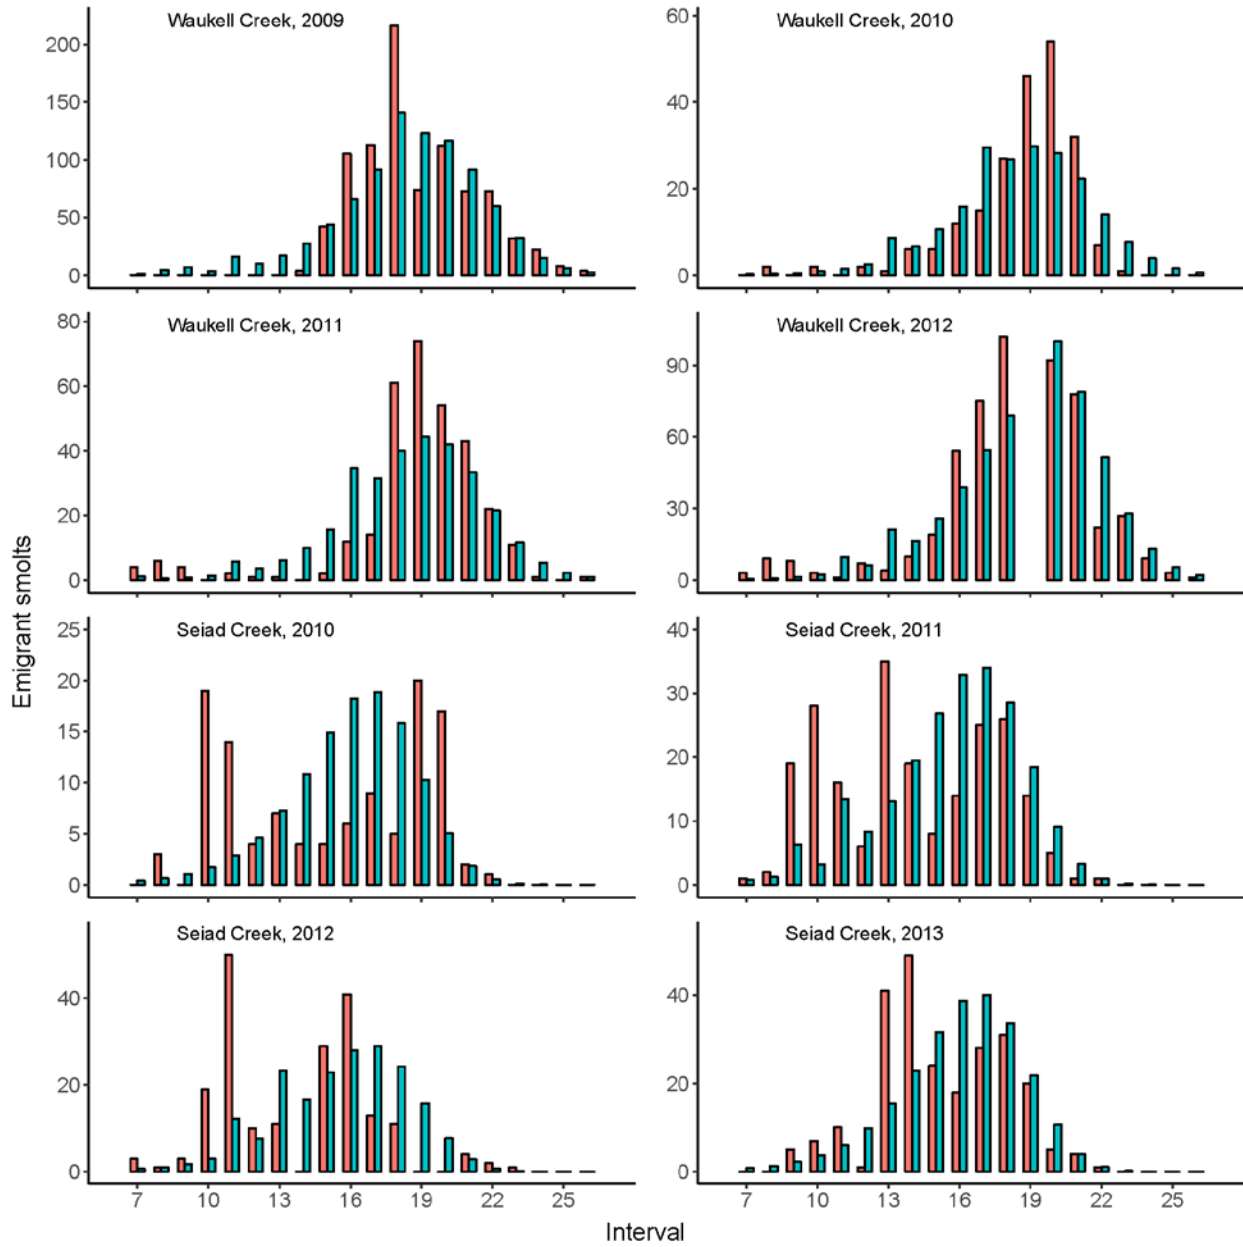 Waukell Creek, 2009
200
150
100
50
0
Waukell Creek, 2010
60
40
20
0
Waukell Creek, 2011
80
60
40
20
0
Waukell Creek, 2012
90
60
30
0
Emigrant smolts
Seiad Creek, 2010
25
20
15
10
5
0
Seiad Creek, 2011
40
30
20
10
0
Seiad Creek, 2012
40
20
0
7 10 13 16 19 22 25
Seiad Creek, 2013
40
20
0
7 10 13 16 19 22 25
Interval